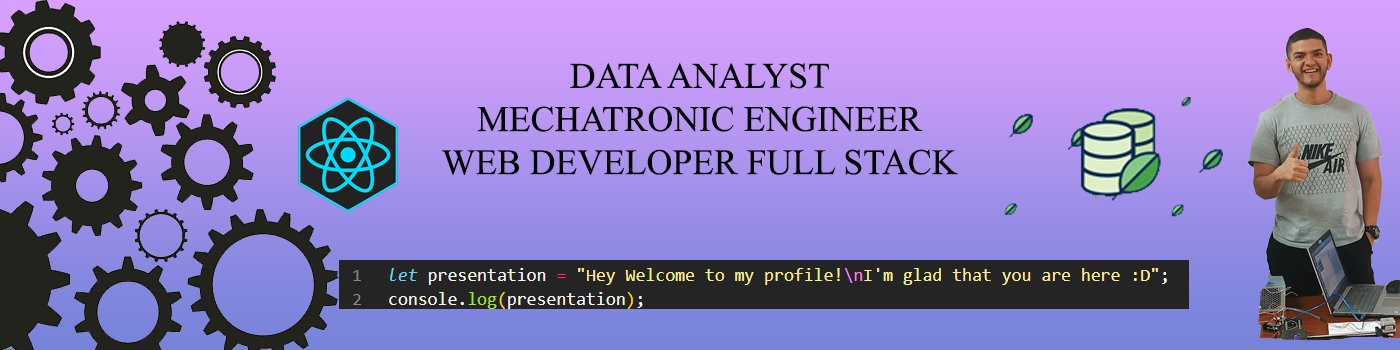 DATA ANALYST
MECHATRONIC ENGINEER
WEB DEVELOPER FULL STACK
NIKE
AIR
1 let presentation = "Hey Welcome to my profile!\nI'm glad that you are here :D";
2 console.log(presentation);